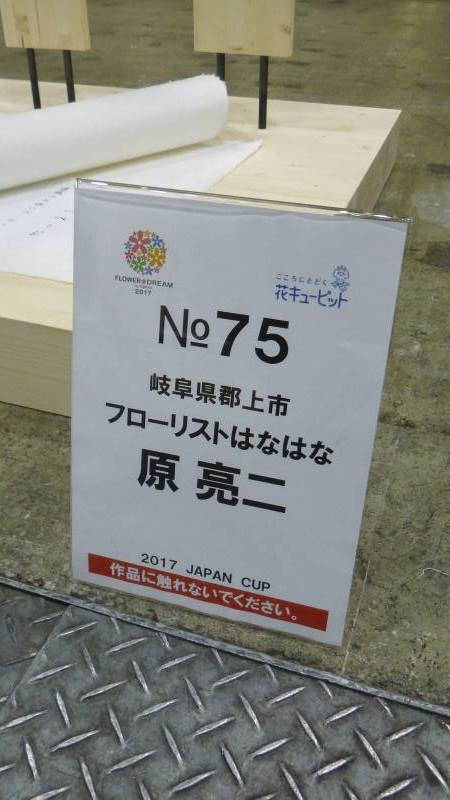 FLOWER DREAM
2017
こころにとどく
花キューピット
№75
岐阜県郡上市
フローリストはなはな
原 亮二
2017 JAPAN CUP
作品に触れないでください。